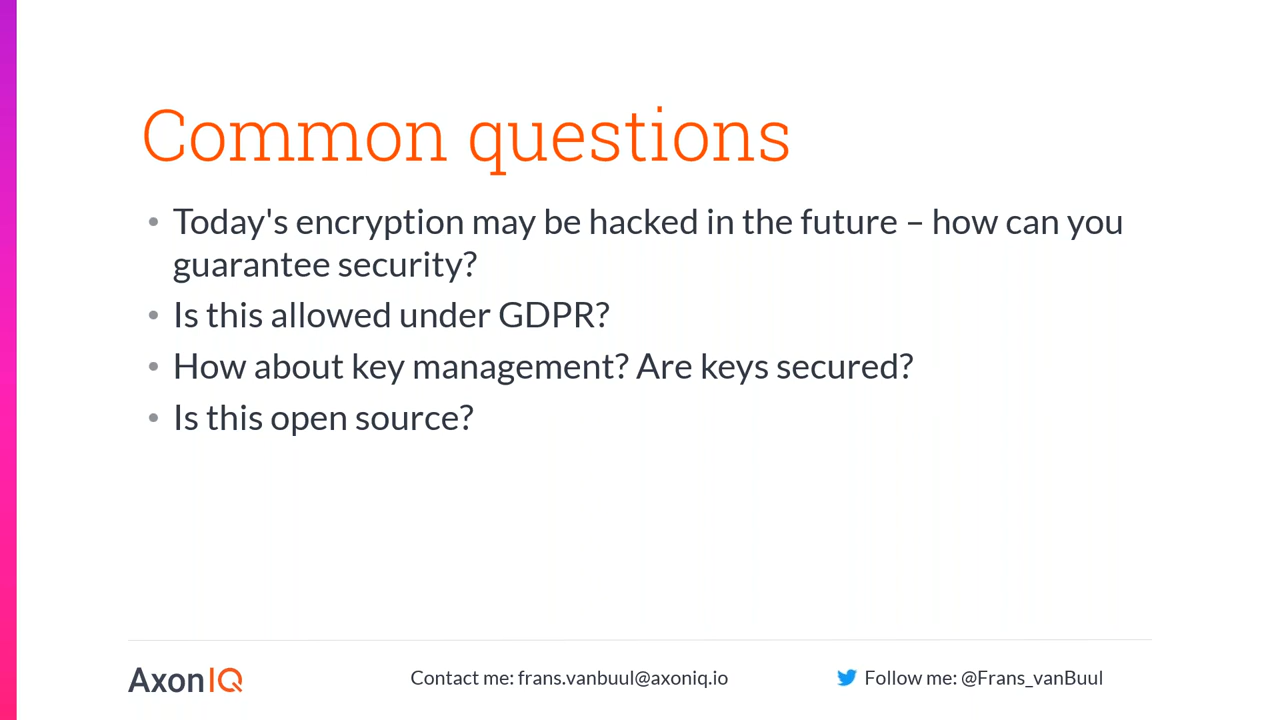 Common questions
• Today's encryption may be hacked in the future – how can you
guarantee security?
• Is this allowed under GDPR?
• How about key management? Are keys secured?
• Is this open source?
AxonIQ
Contact me: frans.vanbuul@axoniq.io
Follow me: @Frans_vanBuul